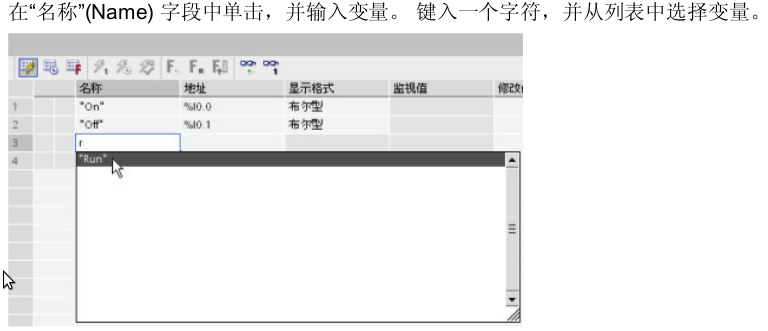 在“名称”(Name) 字段中单击，并输入变量。 键入一个字符，并从列表中选择变量。
名称 地址 显示格式 监视值 修改
1 "On" %I0.0 布尔型
2 "Off" %I0.1 布尔型
3 r
4 "Run"